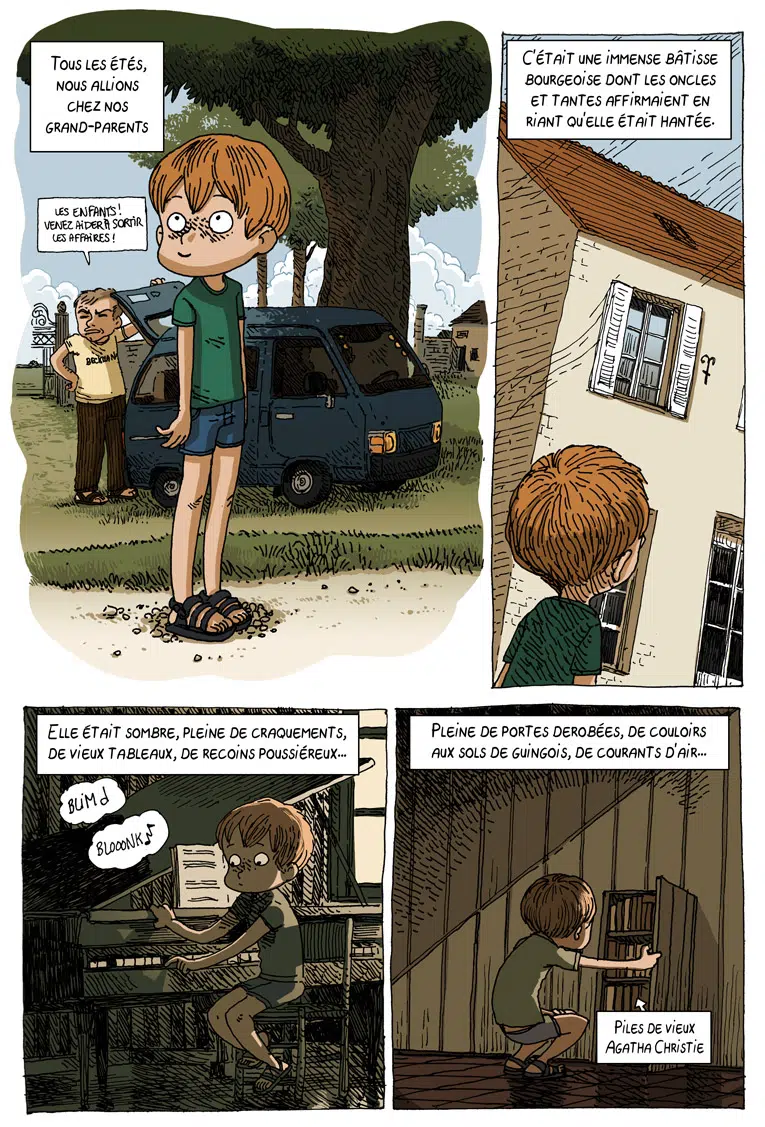 TOUS LES ÉTÉS,
NOUS ALLIONS
CHEZ NOS
GRAND-PARENTS
LES ENFANTS!
VENEZ AIDER À SORTIR
LES AFFAIRES!
C'ÉTAIT UNE IMMENSE BÂTISSE
BOURGEOISE DONT LES ONCLES
ET TANTES AFFIRMAIENT EN
RIANT QU'ELLE ÉTAIT HANTÉE.
ELLE ÉTAIT SOMBRE, PLEINE DE CRAQUEMENTS,
DE VIEUX TABLEAUX, DE RECOINS POUSSIÉREUX...
BLIM
BLOOONK
PLEINE DE PORTES DEROBÉES, DE COULOIRS
AUX SOLS DE GUINGOIS, DE COURANTS D'AIR...
PILES DE VIEUX
AGATHA CHRISTIE